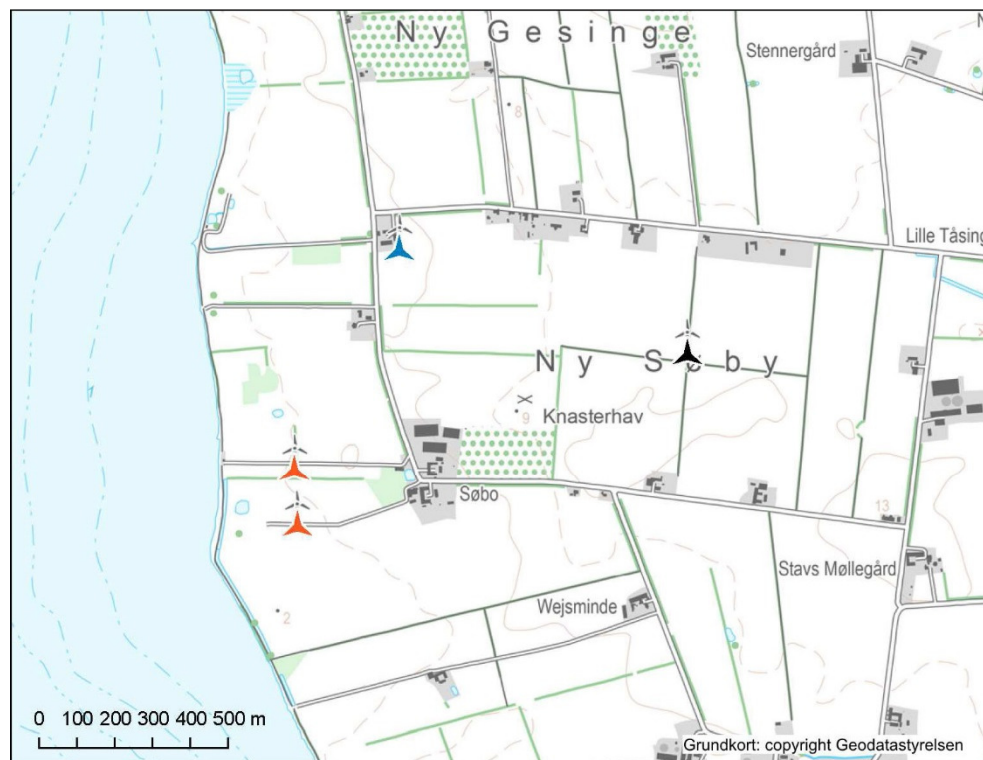 Ny Gesinge
Stennergård
8
Lille Tåsing
Ny Søby
9
Knasterhav
Søbo
13
Stavs Møllegård
2
Wejsminde
0 100 200 300 400 500 m
Grundkort: copyright Geodatastyrelsen